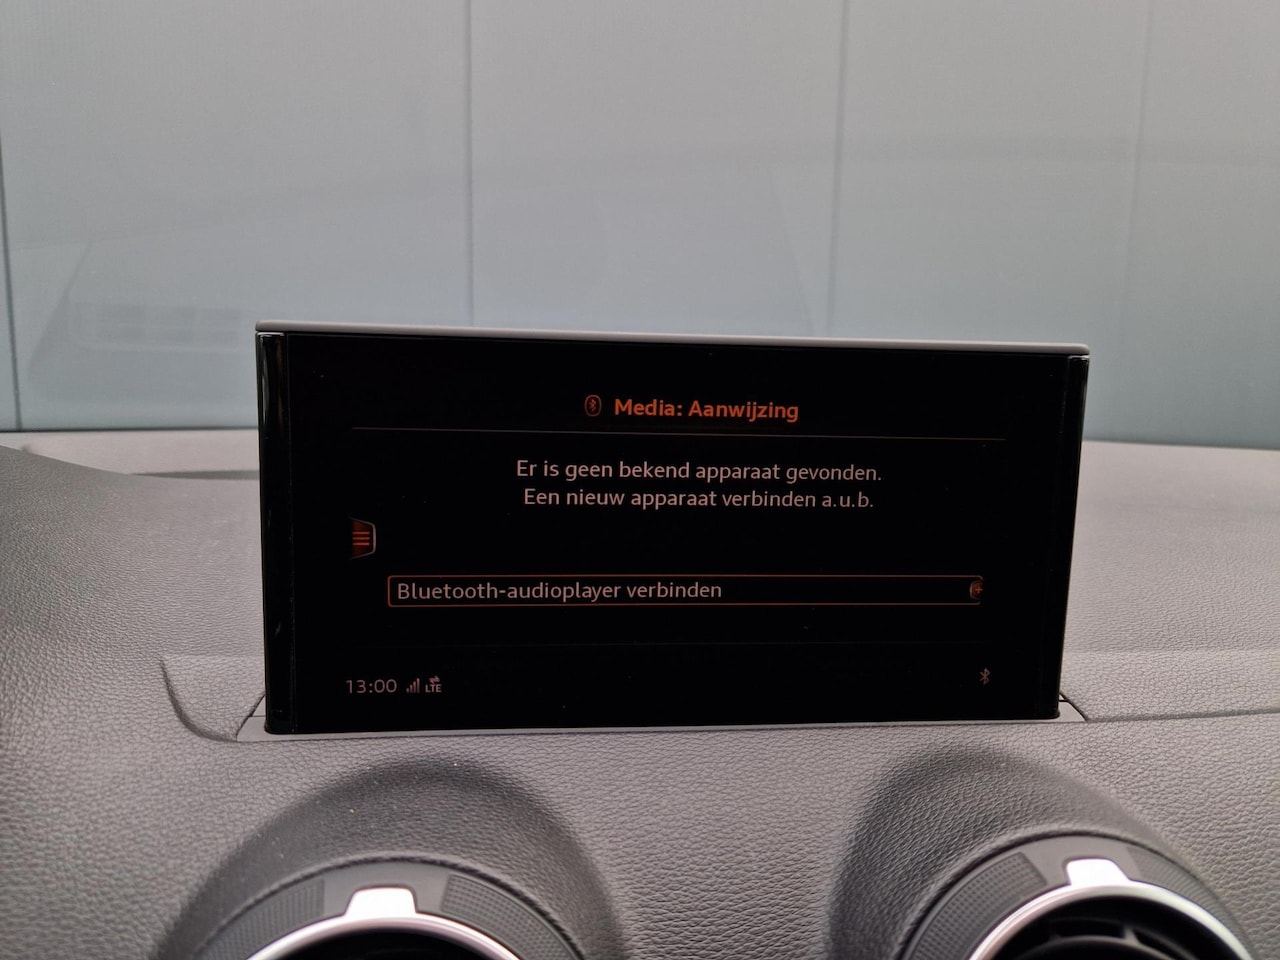 Media: Aanwijzing
Er is geen bekend apparaat gevonden.
Een nieuw apparaat verbinden a.u.b.
Bluetooth-audioplayer verbinden
13:00 LTE